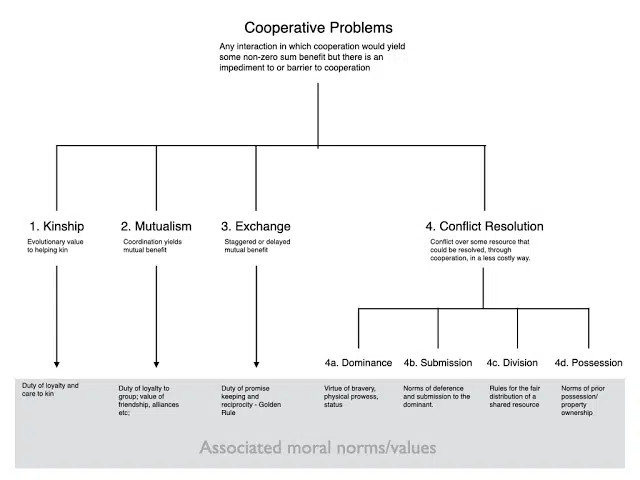 Cooperative Problems
Any interaction in which cooperation would yield
some non-zero sum benefit but there is an
impediment to or barrier to cooperation
1. Kinship
Evolutionary value
to helping kin
2. Mutualism
Coordination yields
mutual benefit
3. Exchange
Staggered or delayed
mutual benefit
4. Conflict Resolution
Conflict over some resource that
could be resolved, through
cooperation, in a less costly way.
4a. Dominance
4b. Submission
4c. Division
4d. Possession
Duty of loyalty and
care to kin
Duty of loyalty to
group; value of
friendship, alliances
etc;
Duty of promise
keeping and
reciprocity - Golden
Rule
Virtue of bravery,
physical prowess,
status
Norms of deference
and submission to the
dominant.
Rules for the fair
distribution of a
shared resource
Norms of prior
possession/
property
ownership
Associated moral norms/values